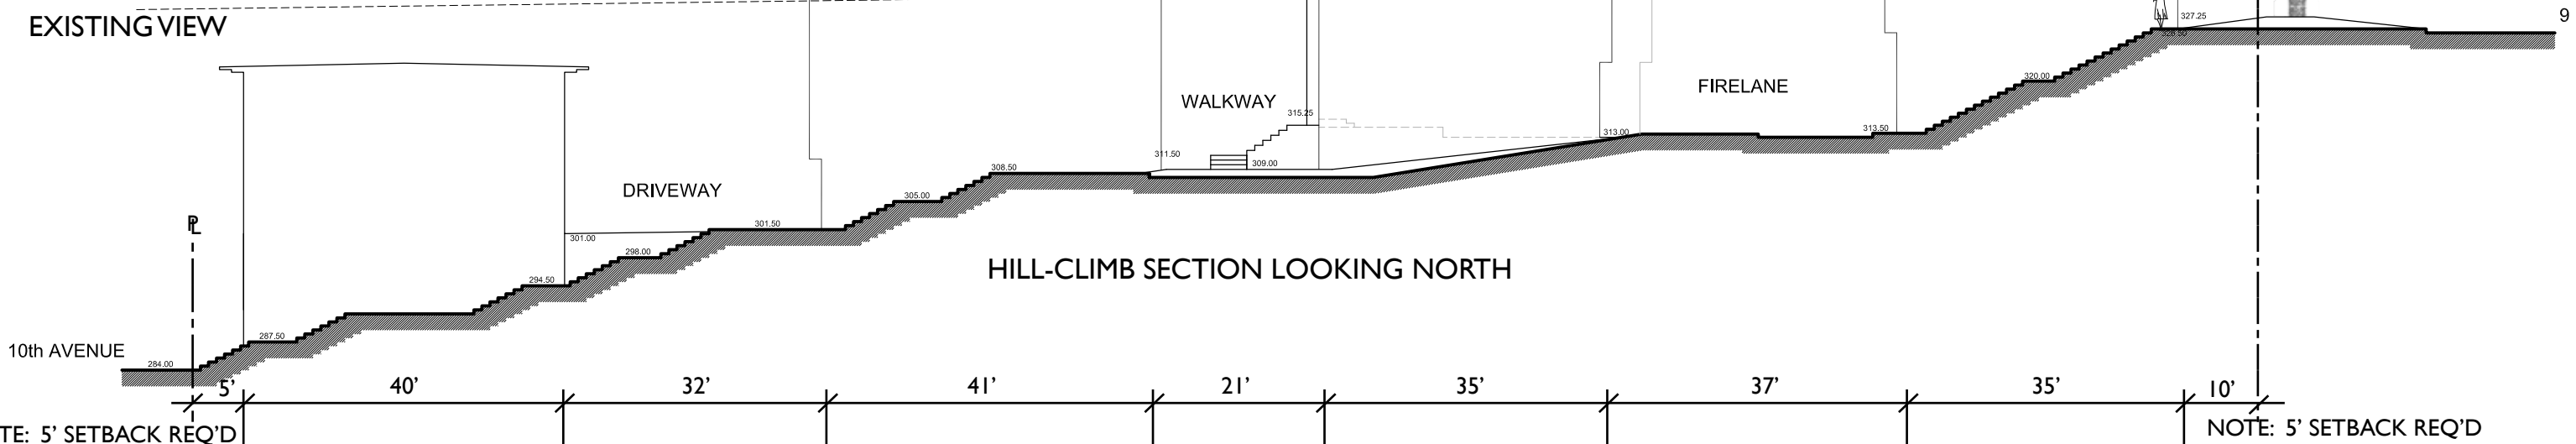 9
327.25
EXISTING VIEW
328.50
320.00
FIRELANE
WALKWAY
315.25
313.00
313.50
311.50
309.00
308.50
DRIVEWAY
305.00
301.50
PL
301.00
298.00
HILL-CLIMB SECTION LOOKING NORTH
294.50
287.50
10th AVENUE
284.00
5’ 40’ 32’ 41’ 21’ 35’ 37’ 35’ 10’
TE: 5’ SETBACK REQ’D
NOTE: 5’ SETBACK REQ’D